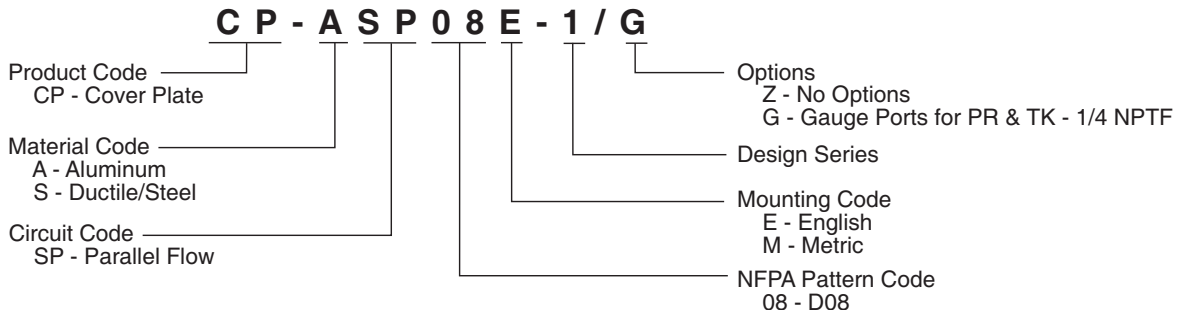 CP-ASP08E-1/G
Product Code
CP - Cover Plate
Material Code
A - Aluminum
S - Ductile/Steel
Circuit Code
SP - Parallel Flow
Options
Z - No Options
G - Gauge Ports for PR & TK - 1/4 NPTF
Design Series
Mounting Code
E - English
M - Metric
NFPA Pattern Code
08 - D08